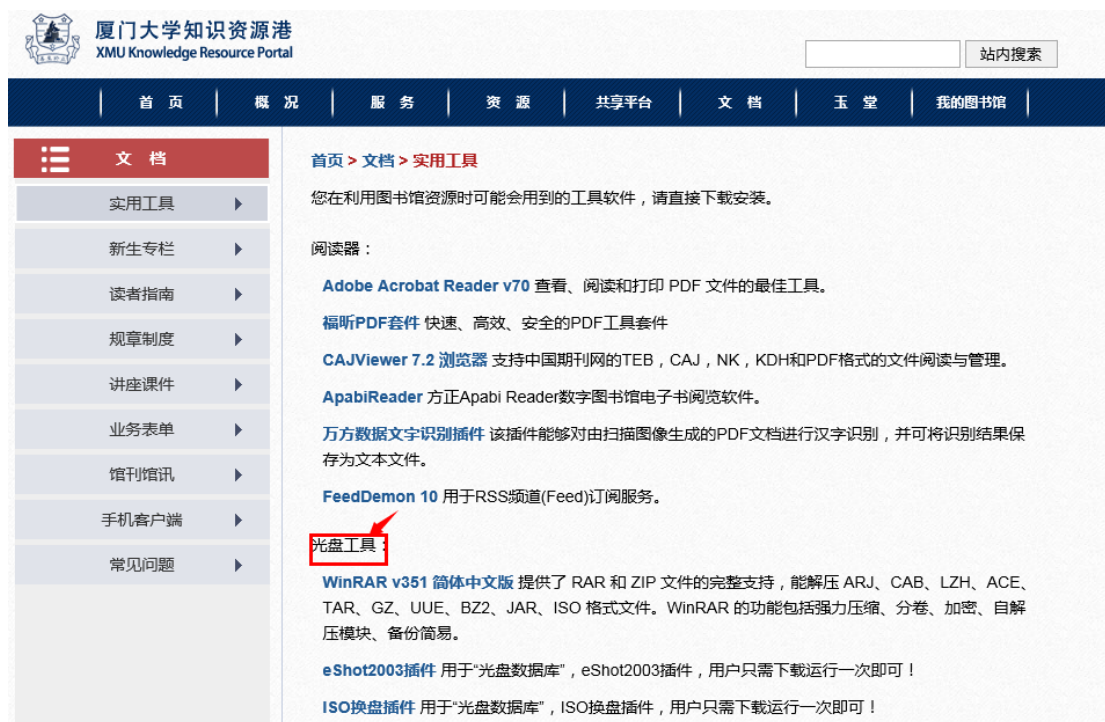 厦门大学知识资源港
XMU Knowledge Resource Portal
站内搜索
首 页 概 况 服 务 资 源 共享平台 文 档 玉 堂 我的图书馆
文 档
实用工具
新生专栏
读者指南
规章制度
讲座课件
业务表单
馆刊馆讯
手机客户端
常见问题
首页 > 文档 > 实用工具
您在利用图书馆资源时可能会用到的工具软件，请直接下载安装。
阅读器：
Adobe Acrobat Reader v70 查看、阅读和打印 PDF 文件的最佳工具。
福昕PDF套件 快速、高效、安全的PDF工具套件
CAJViewer 7.2 浏览器 支持中国期刊网的TEB，CAJ，NK，KDH和PDF格式的文件阅读与管理。
ApabiReader 方正Apabi Reader数字图书馆电子书阅览软件。
万方数据文字识别插件 该插件能够对由扫描图像生成的PDF文档进行汉字识别，并可将识别结果保
存为文本文件。
FeedDemon 10 用于RSS频道(Feed)订阅服务。
光盘工具：
WinRAR v351 简体中文版 提供了 RAR 和 ZIP 文件的完整支持，能解压 ARJ、CAB、LZH、ACE、
TAR、GZ、UUE、BZ2、JAR、ISO 格式文件。WinRAR 的功能包括强力压缩、分卷、加密、自解
压模块、备份简易。
eShot2003插件 用于“光盘数据库”，eShot2003插件，用户只需下载运行一次即可！
ISO换盘插件 用于“光盘数据库”，ISO换盘插件，用户只需下载运行一次即可！